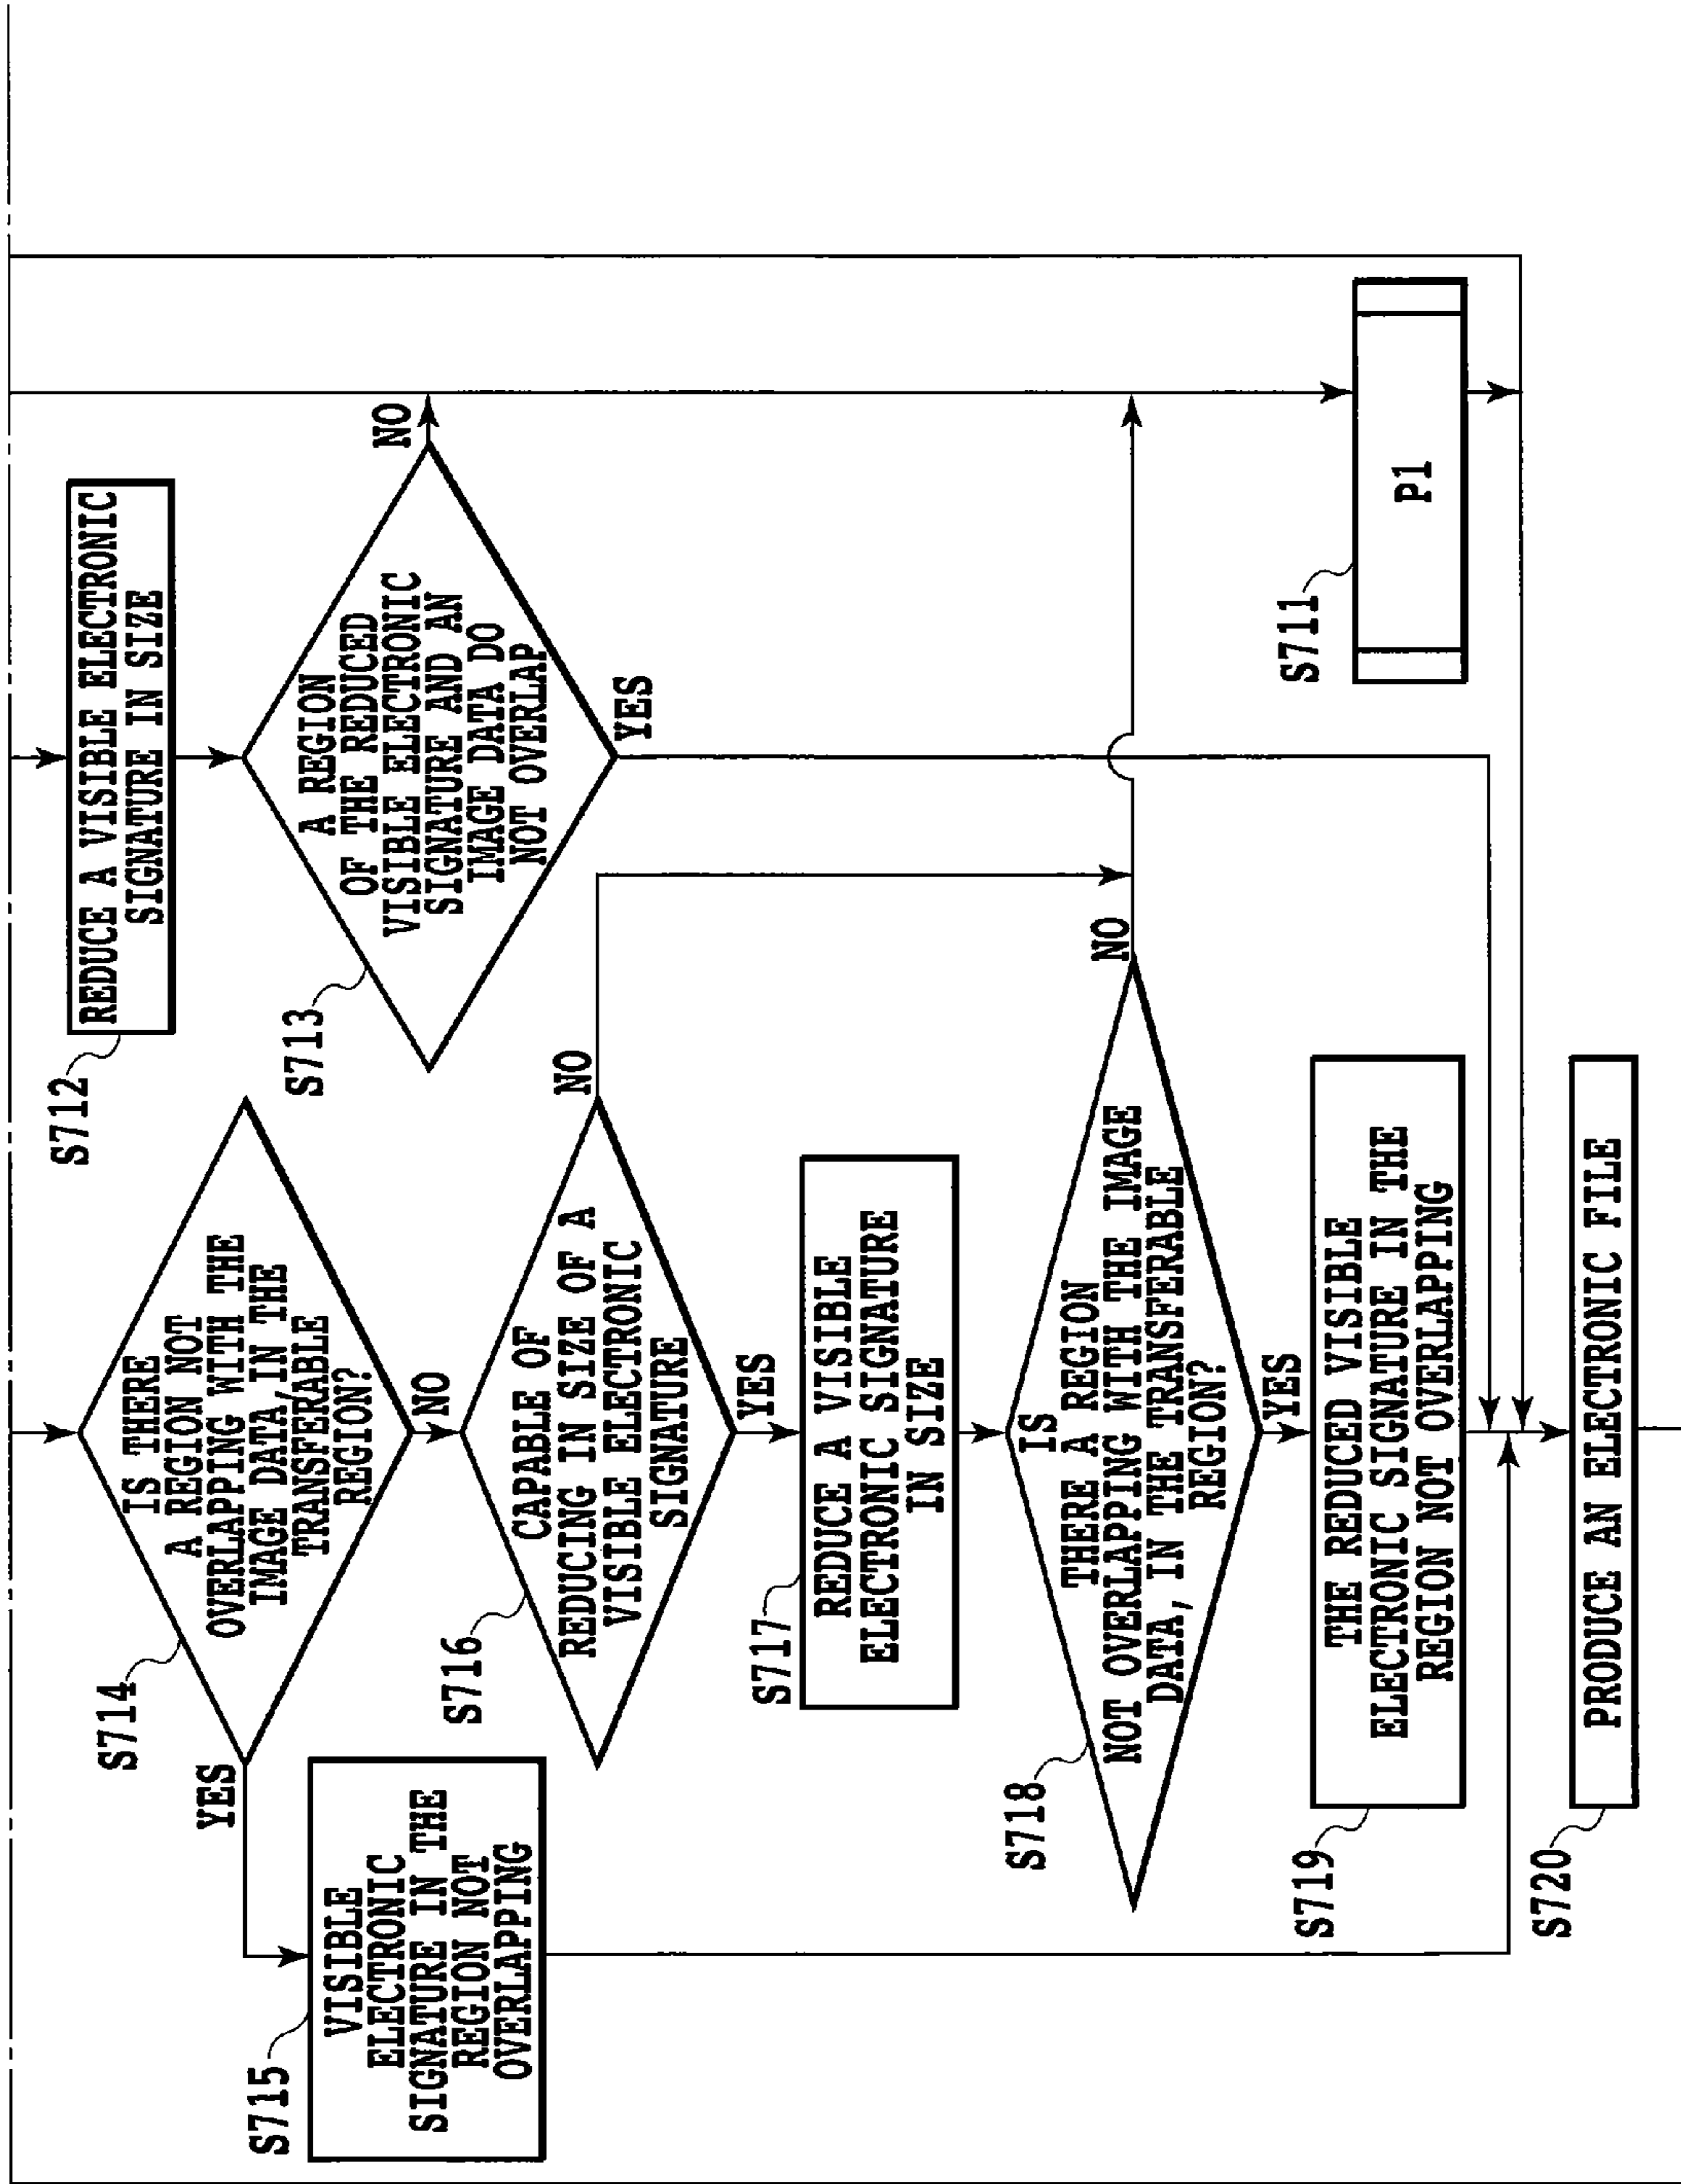 S712
REDUCE A VISIBLE ELECTRONIC
SIGNATURE IN SIZE
S713
A REGION
OF THE REDUCED
VISIBLE ELECTRONIC
SIGNATURE AND AN
IMAGE DATA DO
NOT OVERLAP
NO
YES
S714
IS THERE
A REGION NOT
OVERLAPPING WITH THE
IMAGE DATA, IN THE
TRANSFER/ABLE
REGION?
YES
NO
S715
VISIBLE
ELECTRONIC
SIGNATURE IN THE
REGION NOT
OVERLAPPING
S716
CAPABLE OF
REDUCING IN SIZE OF A
VISIBLE ELECTRONIC
SIGNATURE
NO
YES
S717
REDUCE A VISIBLE
ELECTRONIC SIGNATURE
IN SIZE
S718
IS
THERE A REGION
NOT OVERLAPPING WITH THE IMAGE
DATA, IN THE TRANSFERABLE
REGION?
NO
YES
S711
P1
S719
THE REDUCED VISIBLE
ELECTRONIC SIGNATURE IN THE
REGION NOT OVERLAPPING
S720
PRODUCE AN ELECTRONIC FILE